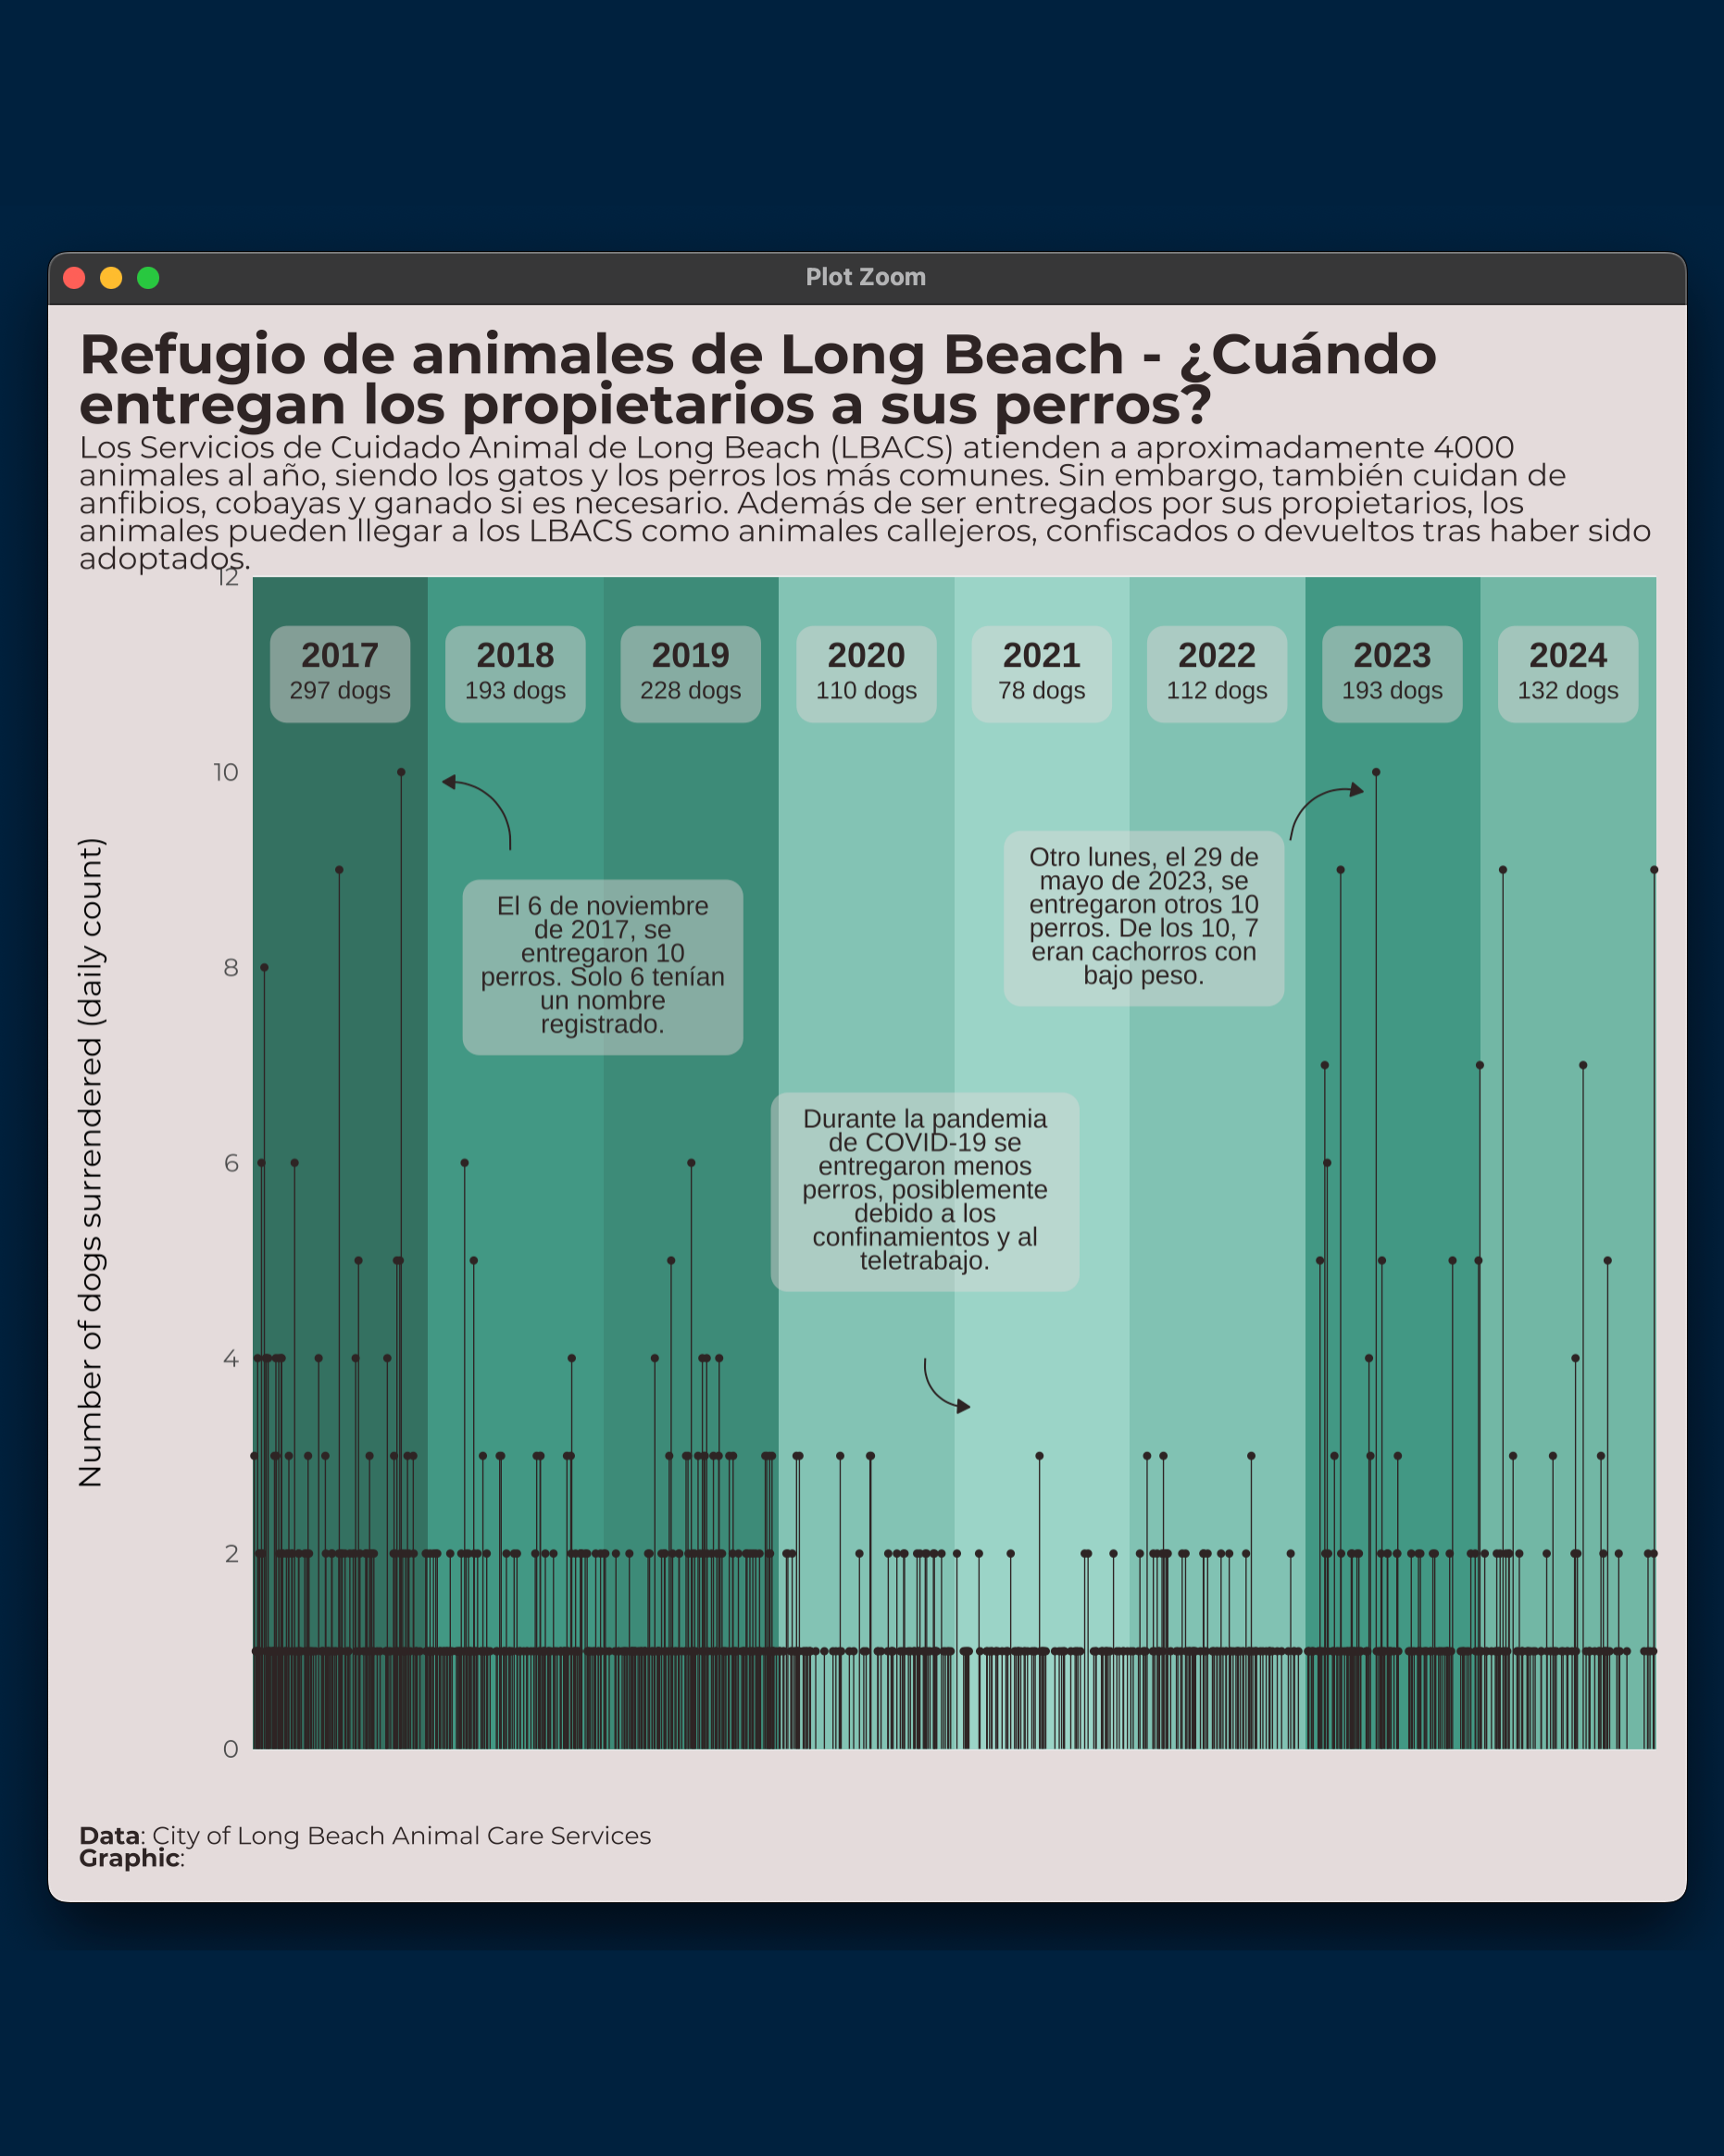 Plot Zoom
Refugio de animales de Long Beach - ¿Cuándo
entregan los propietarios a sus perros?
Los Servicios de Cuidado Animal de Long Beach (LBACS) atienden a aproximadamente 4000
animales al año, siendo los gatos y los perros los más comunes. Sin embargo, también cuidan de
anfibios, cobayas y ganado si es necesario. Además de ser entregados por sus propietarios, los
animales pueden llegar a los LBACS como animales callejeros, confiscados o devueltos tras haber sido
adoptados.
12
10
8
6
4
2
0
Number of dogs surrendered (daily count)
2017
297 dogs
2018
193 dogs
2019
228 dogs
2020
110 dogs
2021
78 dogs
2022
112 dogs
2023
193 dogs
2024
132 dogs
El 6 de noviembre
de 2017, se
entregaron 10
perros. Solo 6 tenían
un nombre
registrado.
Otro lunes, el 29 de
mayo de 2023, se
entregaron otros 10
perros. De los 10, 7
eran cachorros con
bajo peso.
Durante la pandemia
de COVID-19 se
entregaron menos
perros, posiblemente
debido a los
confinamientos y al
teletrabajo.
Data: City of Long Beach Animal Care Services
Graphic: